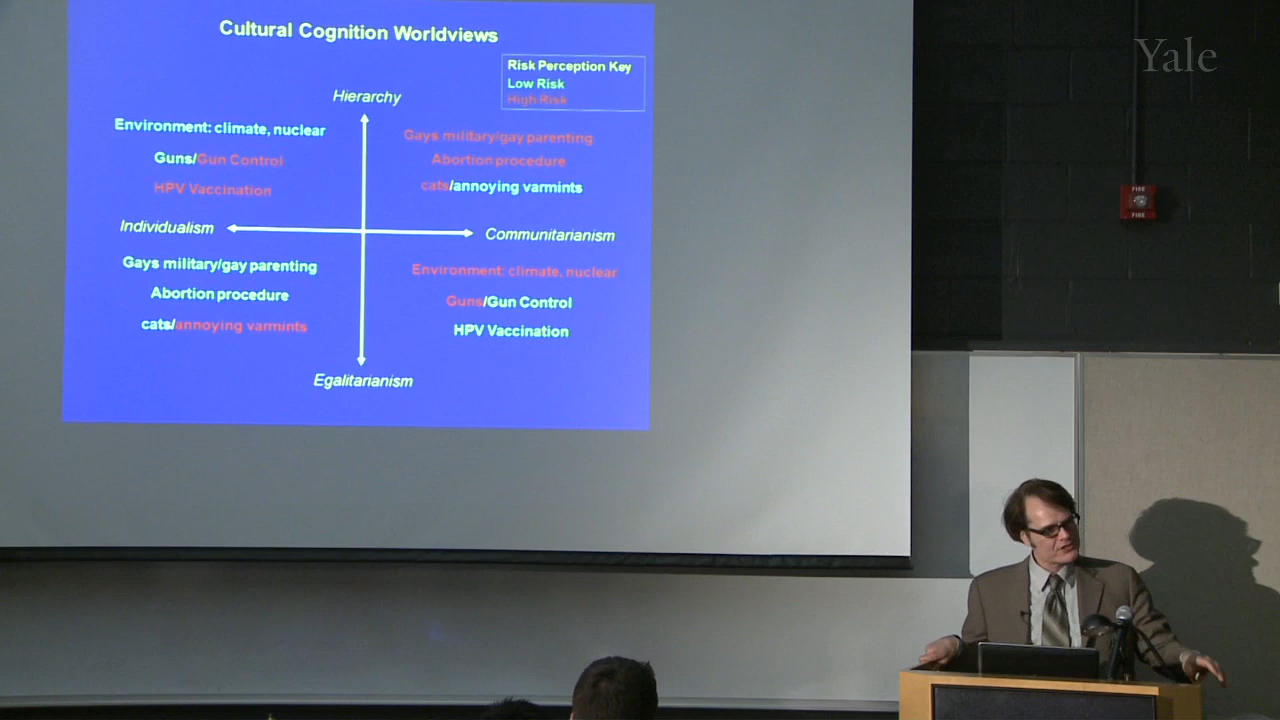 Cultural Cognition Worldviews
Risk Perception Key
Low Risk
High Risk
Hierarchy
Environment: climate, nuclear
Guns/Gun Control
HPV Vaccination
Gays military/gay parenting
Abortion procedure
cats/annoying varmints
Individualism
Communitarianism
Gays military/gay parenting
Abortion procedure
cats/annoying varmints
Environment: climate, nuclear
Guns/Gun Control
HPV Vaccination
Egalitarianism
Yale
FIRE
FIRE